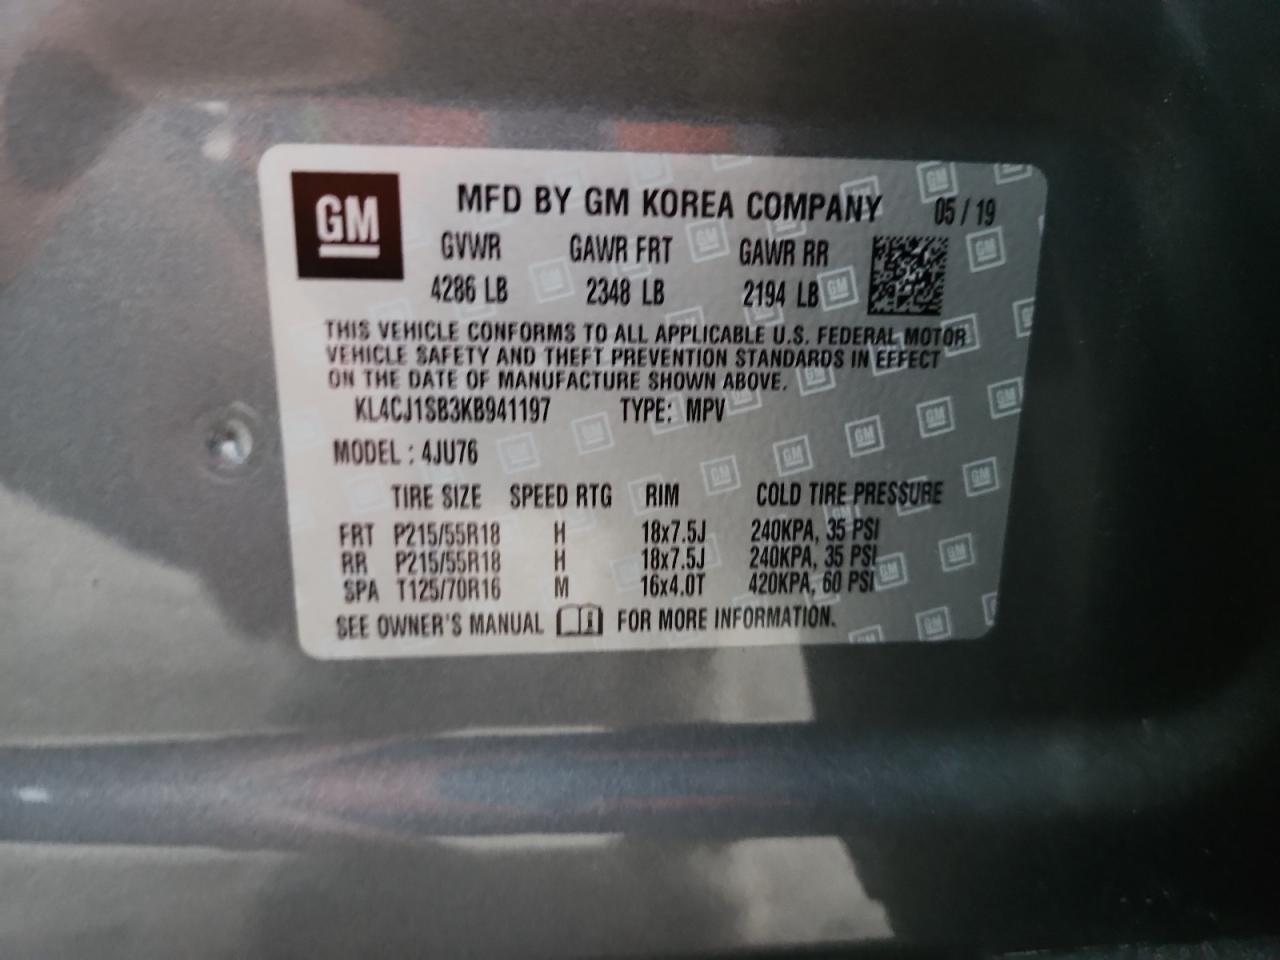 GM
MFD BY GM KOREA COMPANY 05 / 19
GVWR GAWR FRT GAWR RR
4286 LB 2348 LB 2194 LB
THIS VEHICLE CONFORMS TO ALL APPLICABLE U.S. FEDERAL MOTOR
VEHICLE SAFETY AND THEFT PREVENTION STANDARDS IN EFFECT
ON THE DATE OF MANUFACTURE SHOWN ABOVE.
KL4CJ1SB3KB941197 TYPE: MPV
MODEL : 4JU76
TIRE SIZE SPEED RTG RIM COLD TIRE PRESSURE
FRT P215/55R18 H 18x7.5J 240KPA, 35 PSI
RR P215/55R18 H 18x7.5J 240KPA, 35 PSI
SPA T125/70R16 M 16x4.0T 420KPA, 60 PSI
SEE OWNER'S MANUAL i FOR MORE INFORMATION.